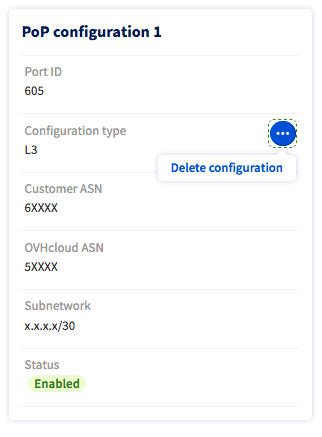 PoP configuration 1
Port ID
605
Configuration type
L3
Delete configuration
Customer ASN
6XXXX
OVHcloud ASN
5XXXX
Subnetwork
x.x.x.x/30
Status
Enabled